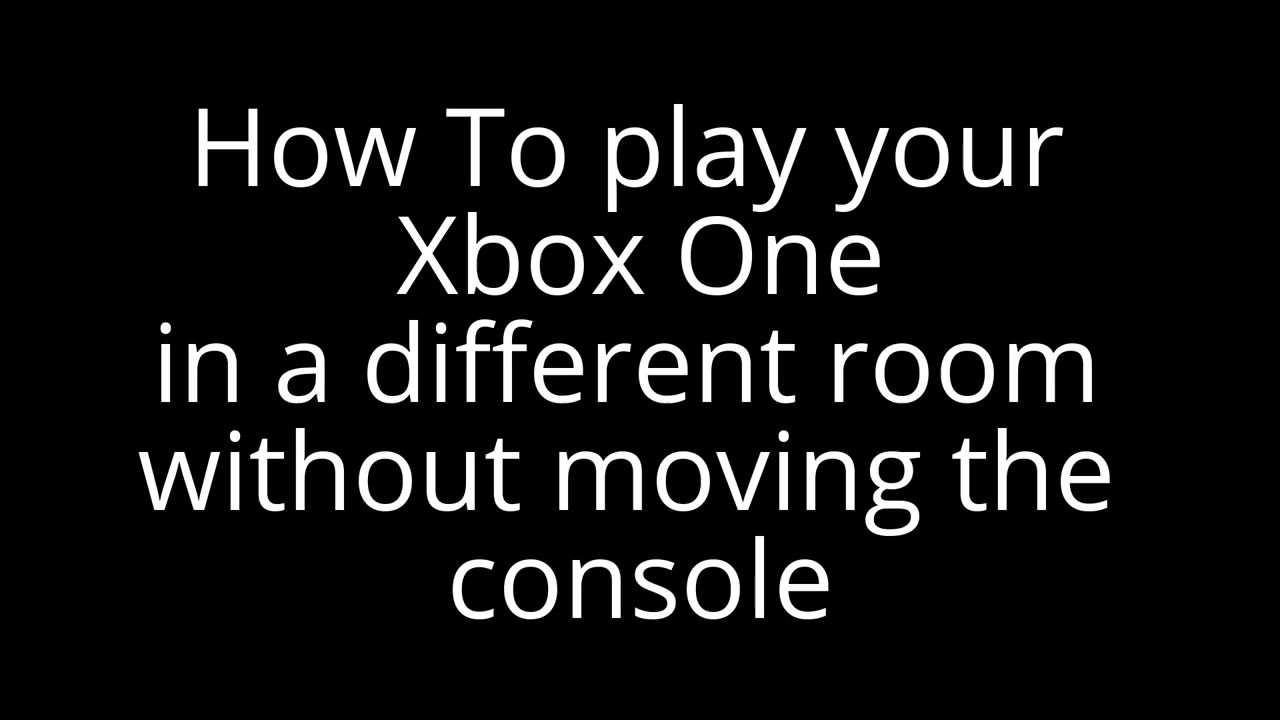 How To play your
Xbox One
in a different room
without moving the
console